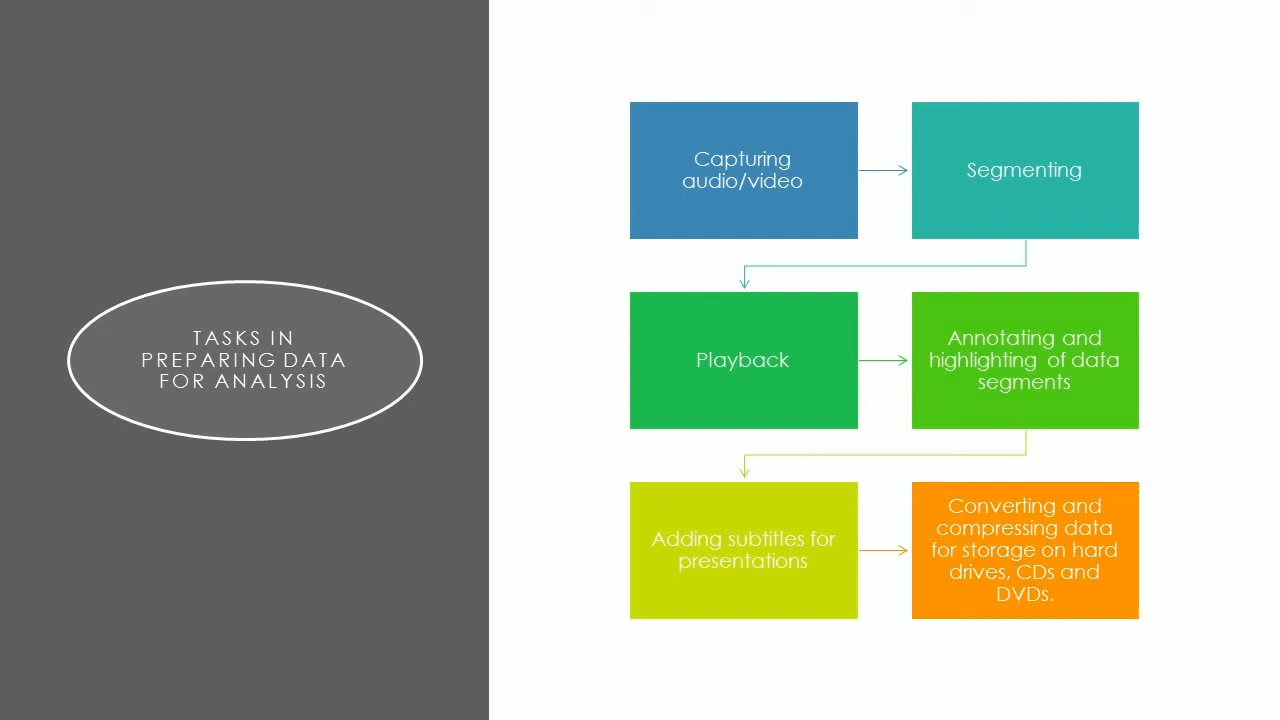 TASKS IN
PREPARING DATA
FOR ANALYSIS
Capturing
audio/video
Segmenting
Playback
Annotating and
highlighting of data
segments
Adding subtitles for
presentations
Converting and
compressing data
for storage on hard
drives, CDs and
DVDs.